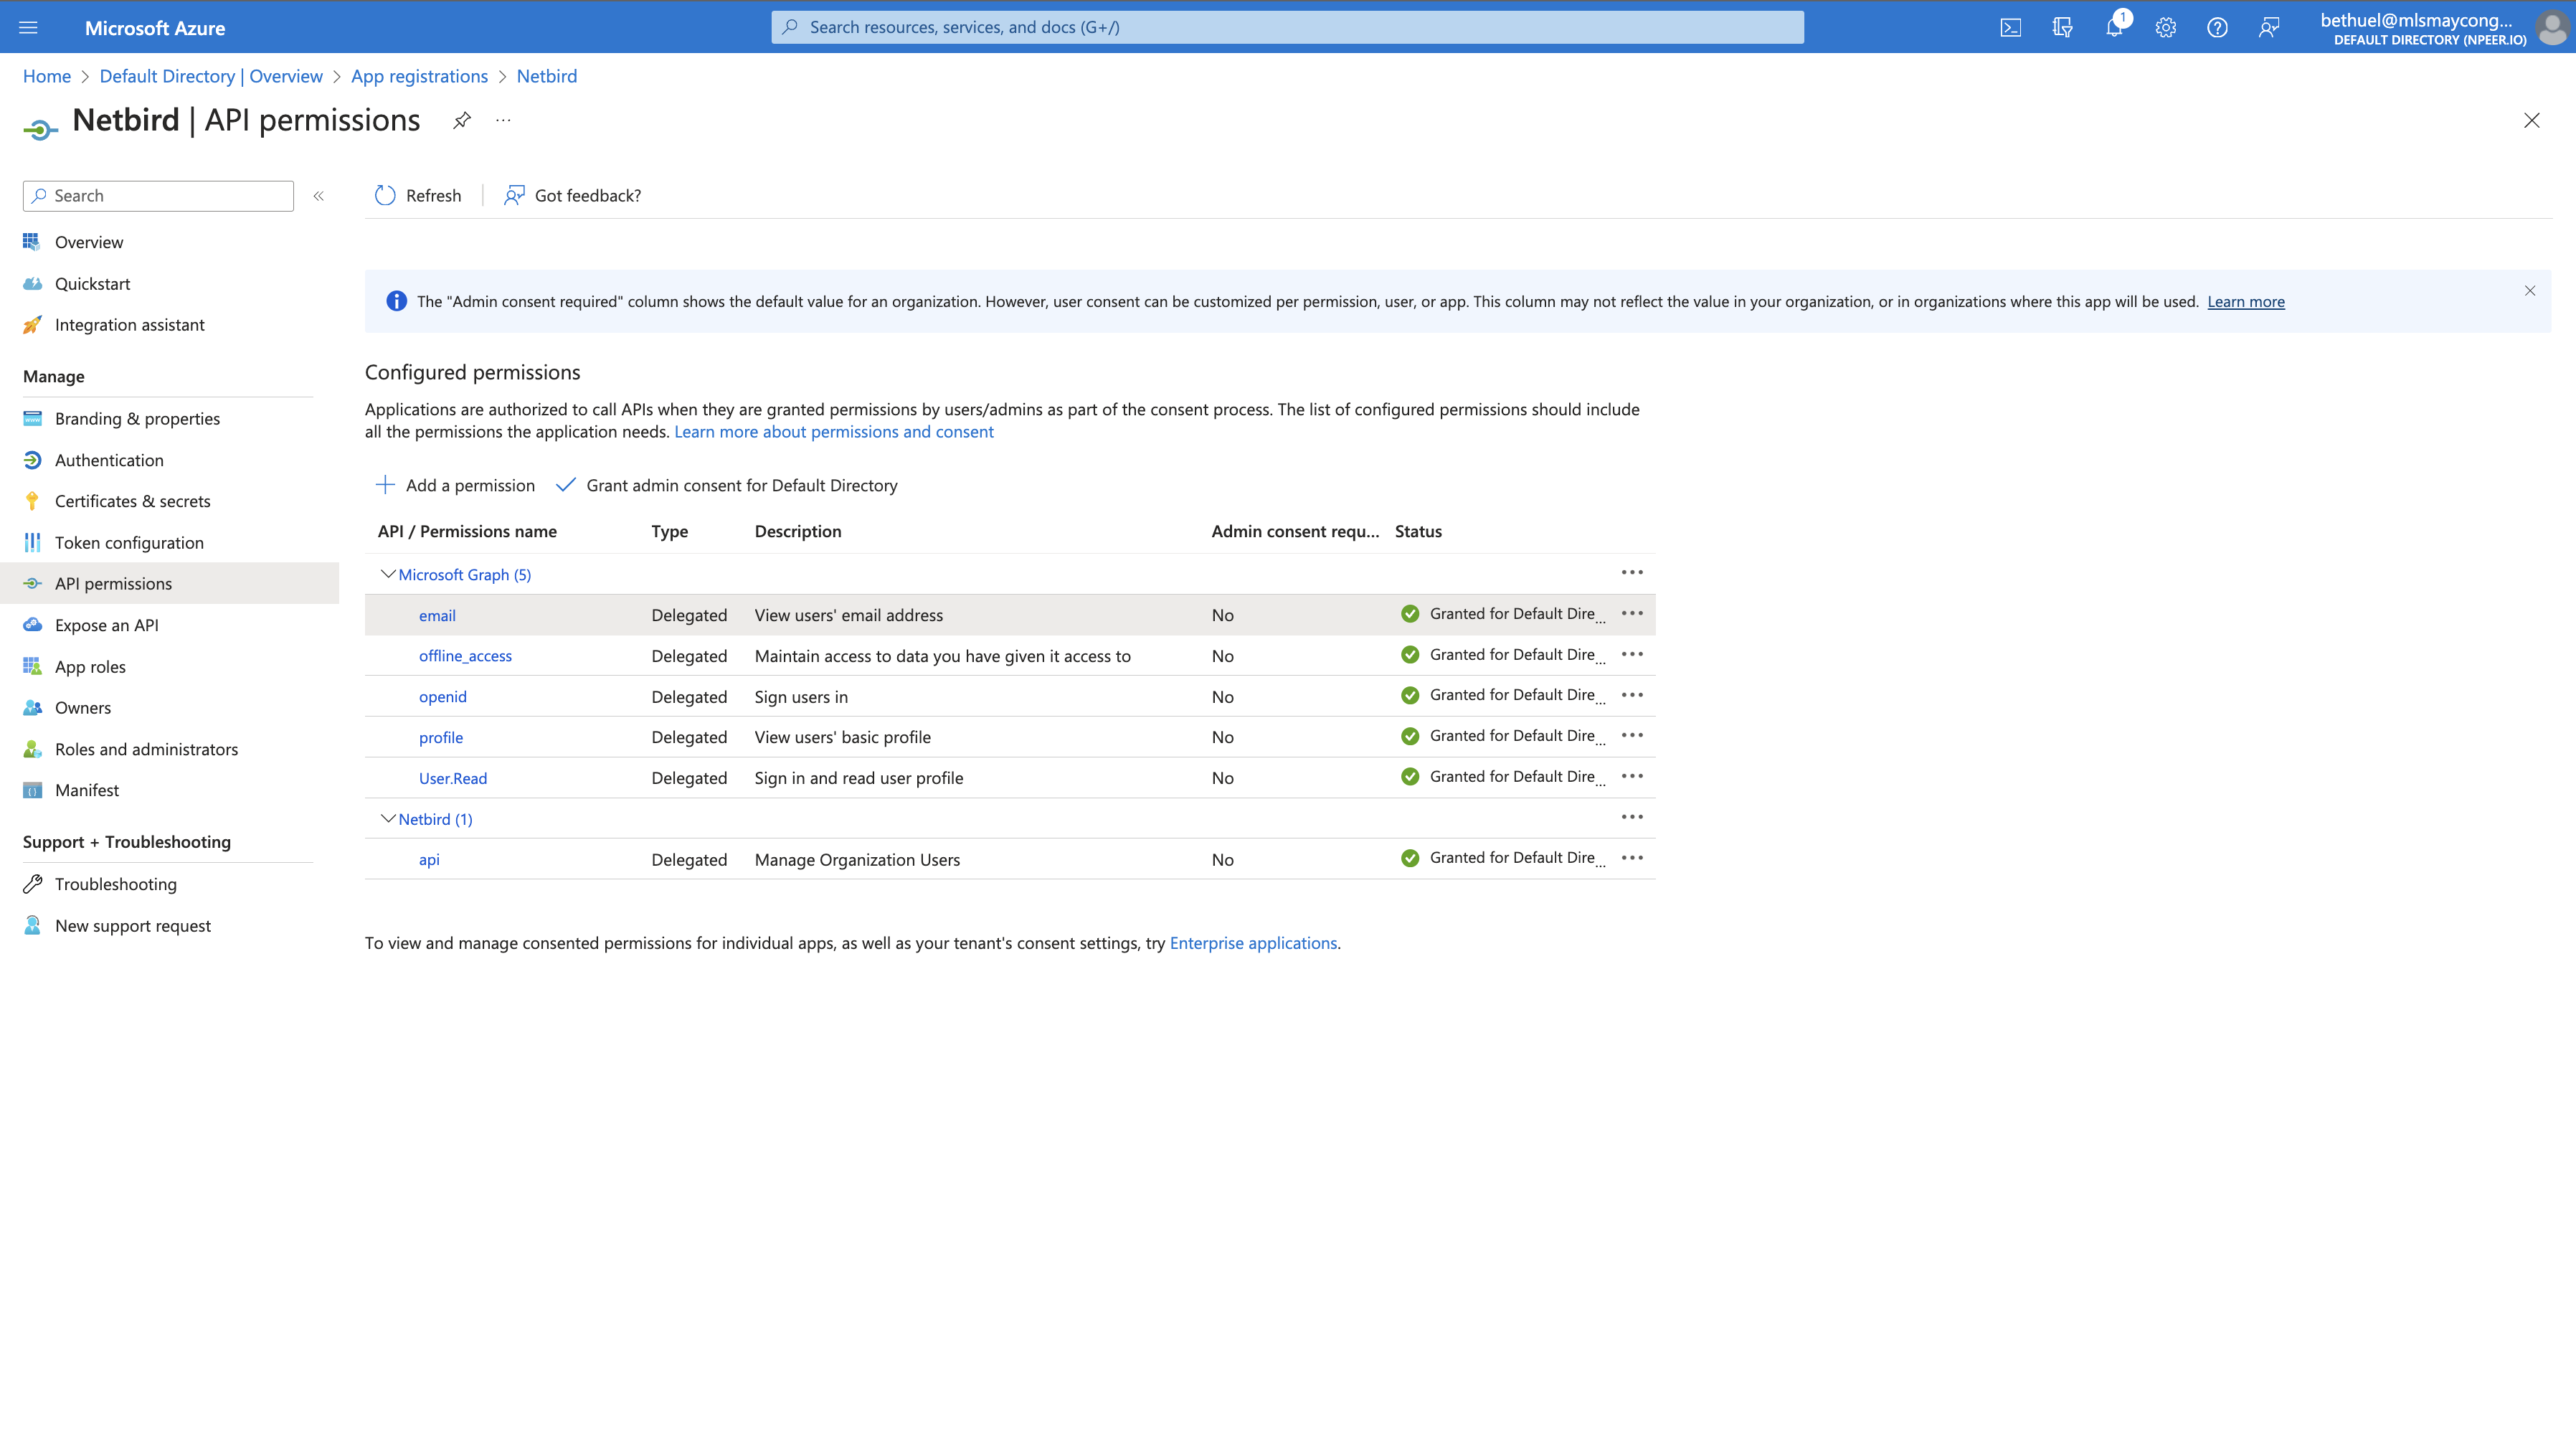 Microsoft Azure
Search resources, services, and docs (G+/)
1
bethuel@mlsmaycong...
DEFAULT DIRECTORY (NPEER.IO)
Home > Default Directory | Overview > App registrations > Netbird
Netbird | API permissions
Search
Refresh
Got feedback?
Overview
Quickstart
Integration assistant
Manage
Branding & properties
Authentication
Certificates & secrets
Token configuration
API permissions
Expose an API
App roles
Owners
Roles and administrators
Manifest
Support + Troubleshooting
Troubleshooting
New support request
The "Admin consent required" column shows the default value for an organization. However, user consent can be customized per permission, user, or app. This column may not reflect the value in your organization, or in organizations where this app will be used. Learn more
Configured permissions
Applications are authorized to call APIs when they are granted permissions by users/admins as part of the consent process. The list of configured permissions should include
all the permissions the application needs. Learn more about permissions and consent
Add a permission
Grant admin consent for Default Directory
API / Permissions name Type Description Admin consent requ... Status
Microsoft Graph (5)
email Delegated View users' email address No Granted for Default Dire...
offline_access Delegated Maintain access to data you have given it access to No Granted for Default Dire...
openid Delegated Sign users in No Granted for Default Dire...
profile Delegated View users' basic profile No Granted for Default Dire...
User.Read Delegated Sign in and read user profile No Granted for Default Dire...
Netbird (1)
api Delegated Manage Organization Users No Granted for Default Dire...
To view and manage consented permissions for individual apps, as well as your tenant's consent settings, try Enterprise applications.